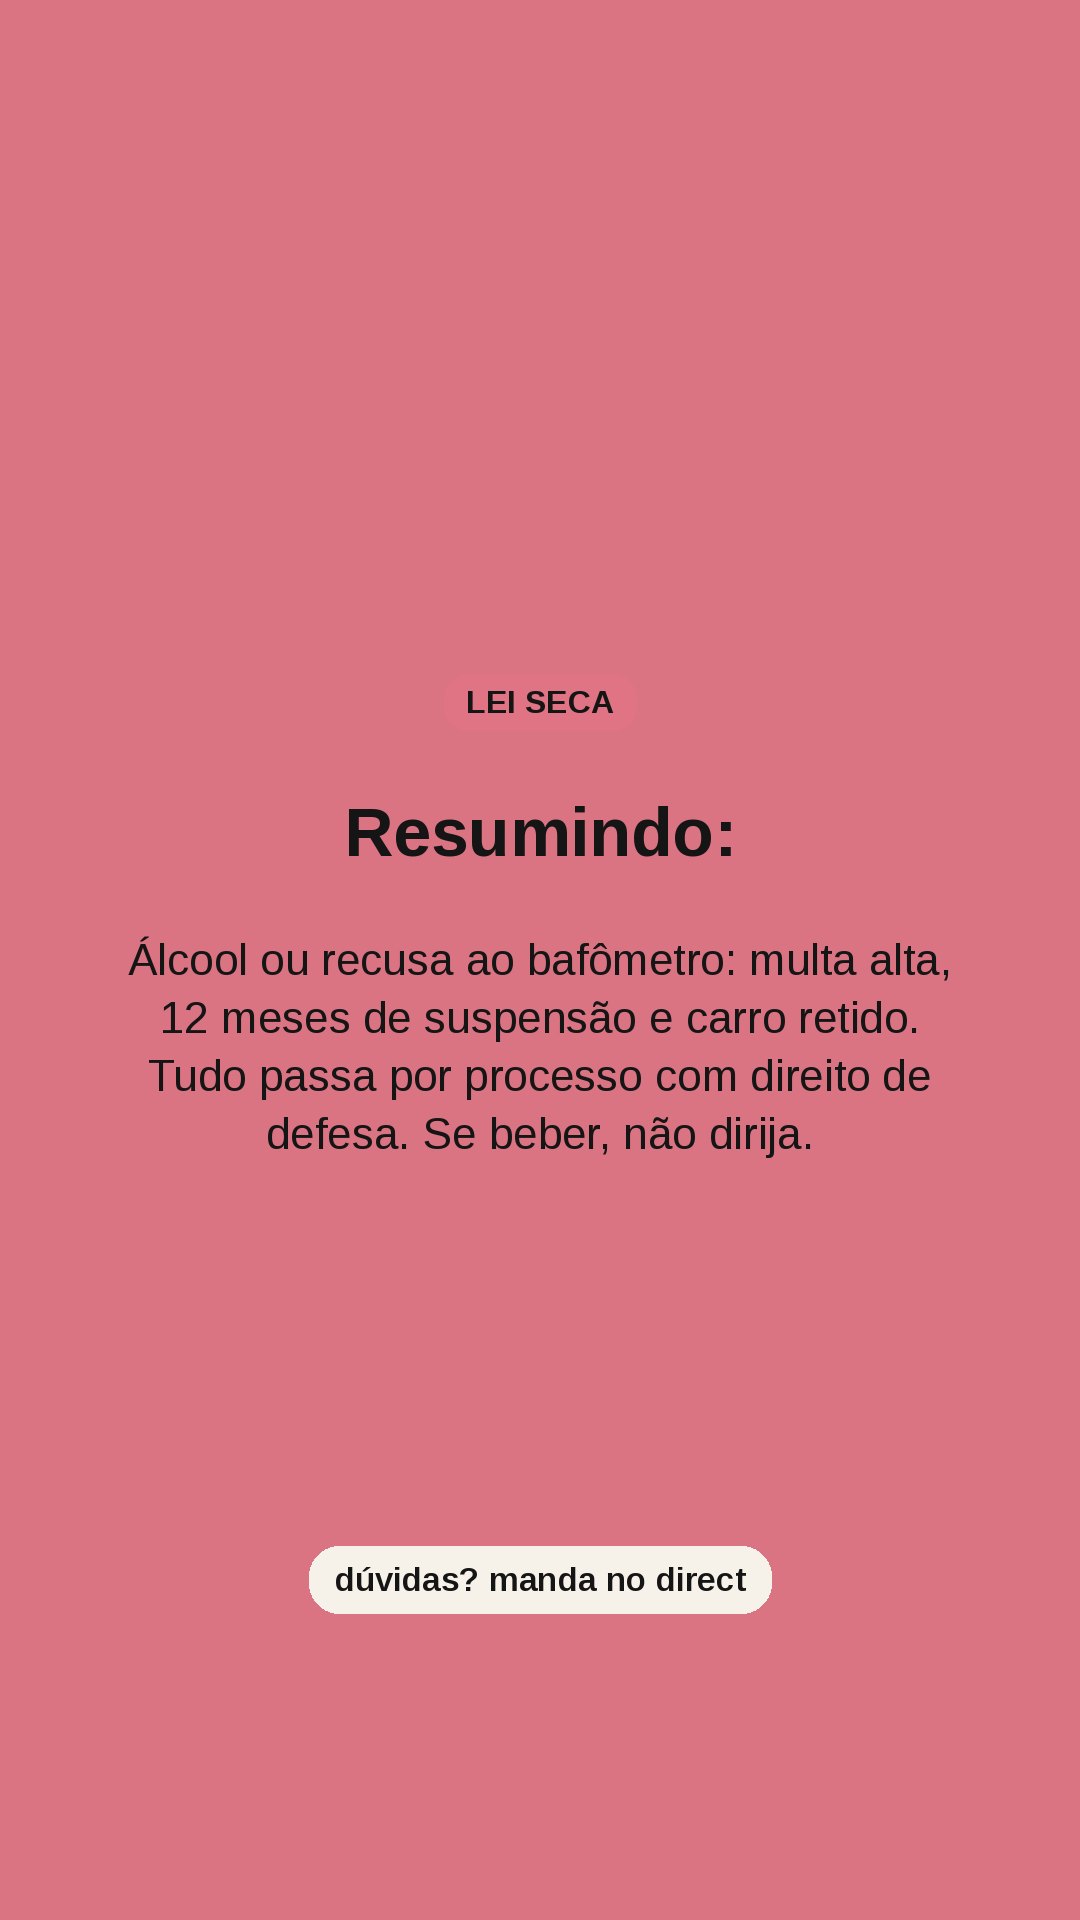 LEI SECA
Resumindo:
Álcool ou recusa ao bafômetro: multa alta,
12 meses de suspensão e carro retido.
Tudo passa por processo com direito de
defesa. Se beber, não dirija.
dúvidas? manda no direct